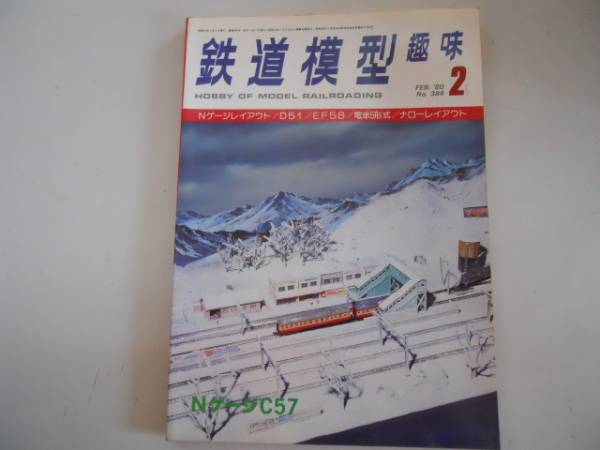 鉄道模型趣味
HOBBY OF MODEL RAILROADING
FEB. '80
No. 384
2
Nゲージレイアウト/D51/EF58/電車5形式/ナローレイアウト
NゲージC57